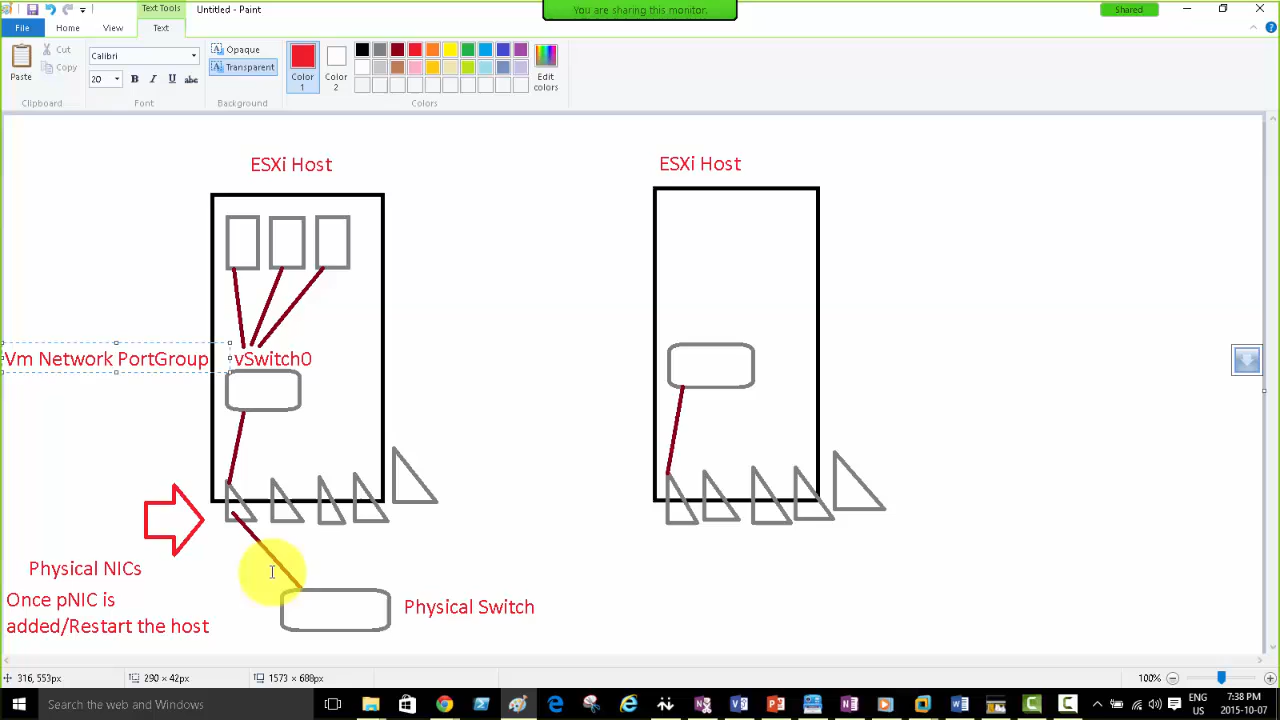 Text Tools
Untitled - Paint
You are sharing this monitor.
Shared
File
Home
View
Text
Paste
Cut
Copy
Clipboard
Calibri
20
B I U abc
Font
Opaque
Transparent
Background
Color 1
Color 2
Edit colors
Colors
ESXi Host
ESXi Host
Vm Network PortGroup
vSwitch0
Physical NICs
Once pNIC is
added/Restart the host
Physical Switch
316, 553px
290 × 42px
1573 × 688px
100%
Search the web and Windows
ENG
US
7:38 PM
2015-10-07